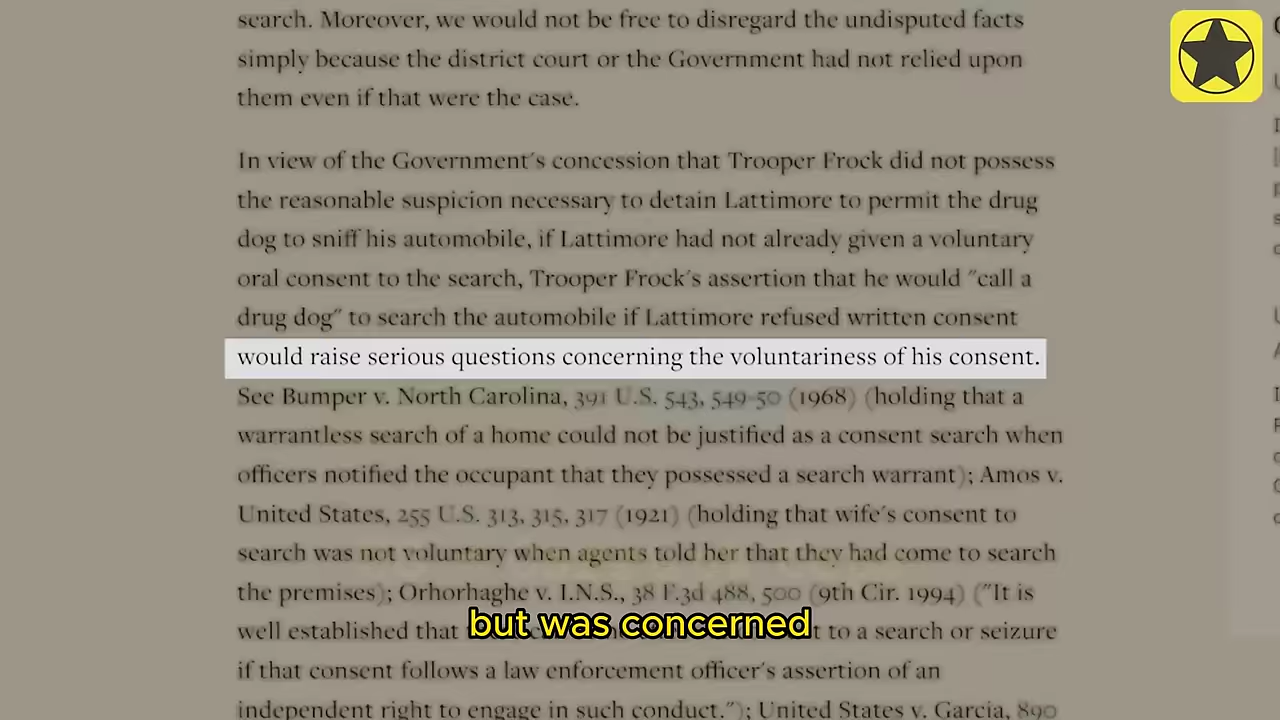 search. Moreover, we would not be free to disregard the undisputed facts
simply because the district court or the Government had not relied upon
them even if that were the case.
In view of the Government's concession that Trooper Frock did not possess
the reasonable suspicion necessary to detain Lattimore to permit the drug
dog to sniff his automobile, if Lattimore had not already given a voluntary
oral consent to the search, Trooper Frock's assertion that he would "call a
drug dog" to search the automobile if Lattimore refused written consent
would raise serious questions concerning the voluntariness of his consent.
See Bumper v. North Carolina, 391 U.S. 543, 549-50 (1968) (holding that a
warrantless search of a home could not be justified as a consent search when
officers notified the occupant that they possessed a search warrant); Amos v.
United States, 255 U.S. 313, 315, 317 (1921) (holding that wife's consent to
search was not voluntary when agents told her that they had come to search
the premises); Orhorhaghe v. I.N.S., 38 F.3d 488, 500 (9th Cir. 1994) ("It is
well established that to a search or seizure
but was concerned
if that consent follows a law enforcement officer's assertion of an
independent right to engage in such conduct."); United States v. Garcia, 890